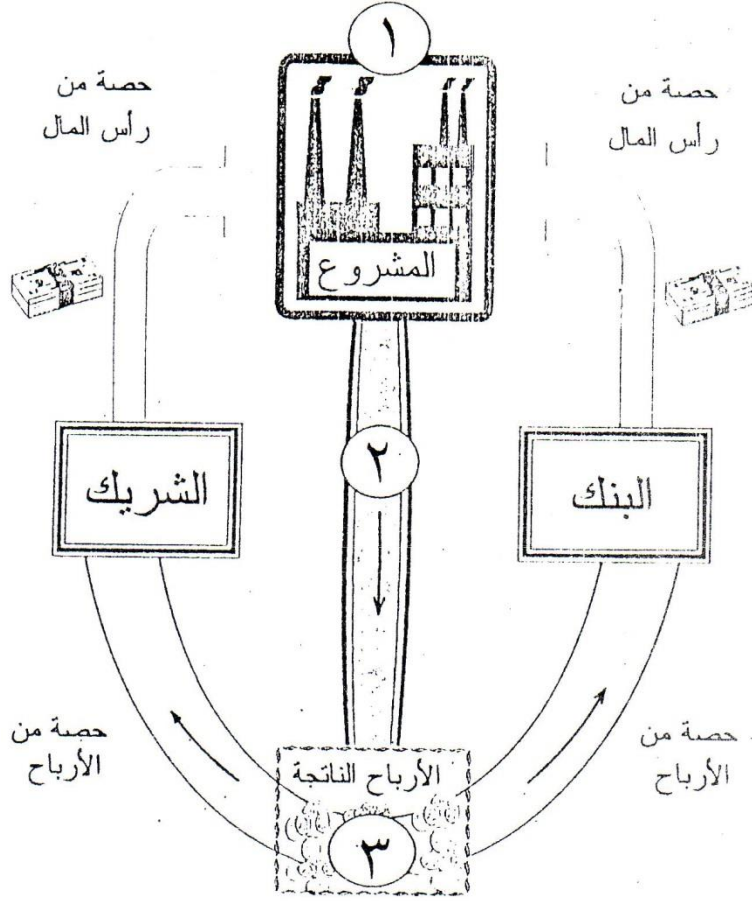 ١
حصة من
رأس المال
حصة من
رأس المال
المشروع
البنك
٢
الشريك
حصة من
الأرباح
الأرباح الناتجة
حصة من
الأرباح
٣